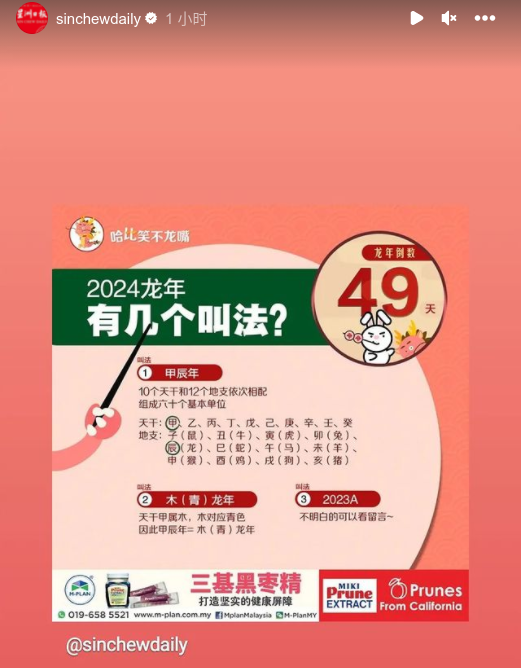 sinchewdaily 1 小时
哈比笑不龙嘴
龙年倒数
49
天
2024龙年
有几个叫法？
叫法
1 甲辰年
10个天干和12个地支依次相配
组成六十个基本单位
天干：甲、乙、丙、丁、戊、己、庚、辛、壬、癸
地支：子（鼠）、丑（牛）、寅（虎）、卯（兔）、
辰（龙）、巳（蛇）、午（马）、未（羊）、
申（猴）、酉（鸡）、戌（狗）、亥（猪）
叫法
2 木（青）龙年
天干甲属木，木对应青色
因此甲辰年= 木（青）龙年
叫法
3 2023A
不明白的可以看留言~
M-PLAN
三基黑枣精
打造坚实的健康屏障
019-658 5521 www.m-plan.com.my MplanMalaysia M-PlanMY
MIKI
Prune
EXTRACT
Prunes
From California
@sinchewdaily